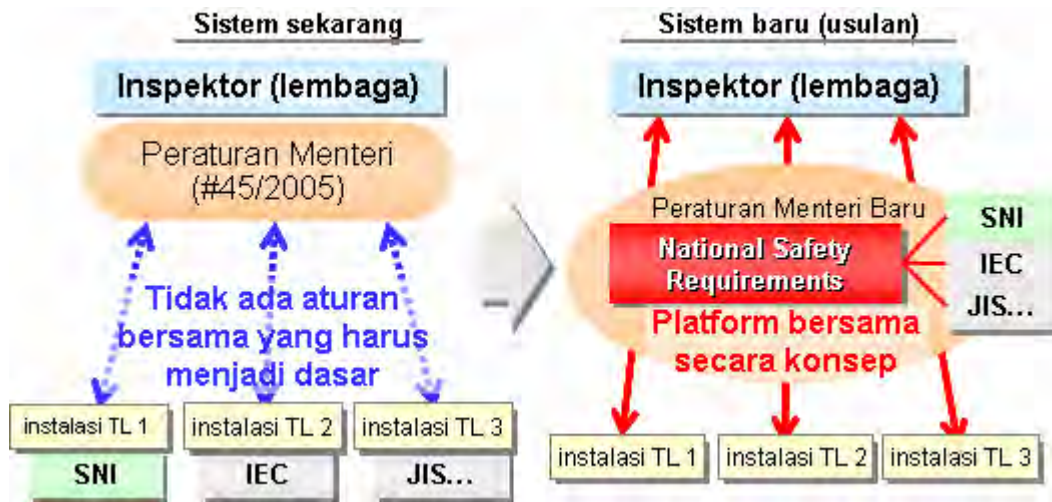 Sistem sekarang
Inspektor (lembaga)
Peraturan Menteri
(#45/2005)
Tidak ada aturan
bersama yang harus
menjadi dasar
instalasi TL 1
instalasi TL 2
instalasi TL 3
SNI
IEC
JIS...
Sistem baru (usulan)
Inspektor (lembaga)
Peraturan Menteri Baru
National Safety
Requirements
SNI
IEC
JIS...
Platform bersama
secara konsep
instalasi TL 1
instalasi TL 2
instalasi TL 3